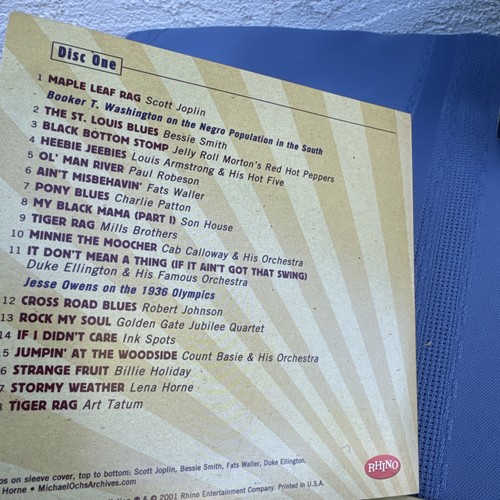 Disc One
1 MAPLE LEAF RAG Scott Joplin
Booker T. Washington on the Negro Population in the South
2 THE ST. LOUIS BLUES Bessie Smith
3 BLACK BOTTOM STOMP Jelly Roll Morton's Red Hot Peppers
4 HEEBIE JEEBIES Louis Armstrong & His Hot Five
5 OL' MAN RIVER Paul Robeson
6 AIN'T MISBEHAVIN' Fats Waller
7 PONY BLUES Charlie Patton
8 MY BLACK MAMA (PART I) Son House
9 TIGER RAG Mills Brothers
10 MINNIE THE MOOCHER Cab Calloway & His Orchestra
11 IT DON'T MEAN A THING (IF IT AIN'T GOT THAT SWING)
Duke Ellington & His Famous Orchestra
Jesse Owens on the 1936 Olympics
12 CROSS ROAD BLUES Robert Johnson
13 ROCK MY SOUL Golden Gate Jubilee Quartet
14 IF I DIDN'T CARE Ink Spots
5 JUMPIN' AT THE WOODSIDE Count Basie & His Orchestra
6 STRANGE FRUIT Billie Holiday
7 STORMY WEATHER Lena Horne
TIGER RAG Art Tatum
os on sleeve cover, top to bottom: Scott Joplin, Bessie Smith, Fats Waller, Duke Ellington,
Horne • MichaelOchsArchives.com
℗ & © 2001 Rhino Entertainment Company. Printed in U.S.A.
RHINO